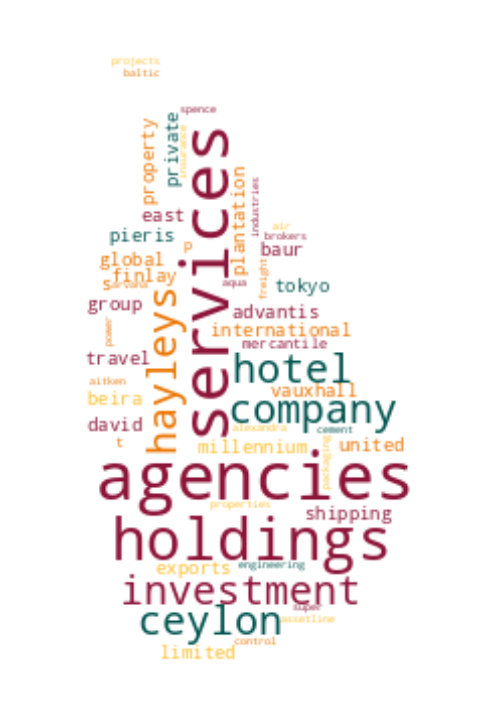 projects
baltic
spence
services
property
private
insurance
plantation
industries
east
air
pieris
brokers
p
baur
global
finlay
freight
aqua
tokyo
s
arvana
hayleys
group
advantis
power
international
mercantile
travel
hotel
aitken
vauxhall
beira
company
david
alexandra
cement
t
millennium
united
packaging
agencies
properties
shipping
holdings
exports
engineering
investment
super
ceylon
assetline
control
limited